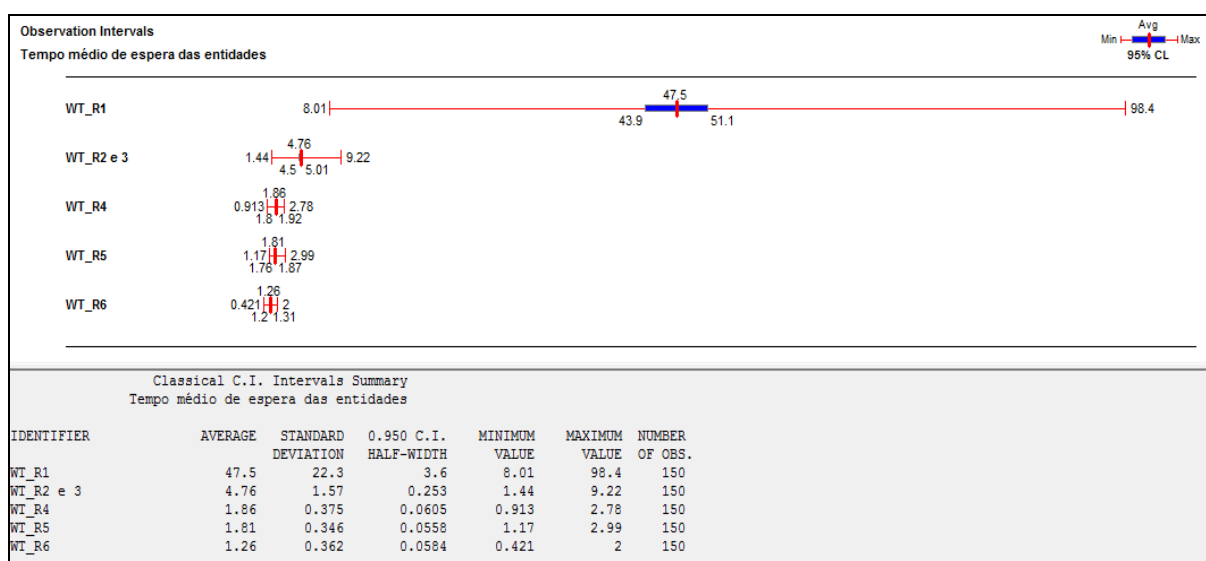 Observation Intervals
Tempo médio de espera das entidades
Avg
Min Max
95% CL
WT_R1 8.01 47.5 98.4
43.9 51.1
WT_R2 e 3 1.44 4.76 9.22
4.5 5.01
WT_R4 0.913 1.86 2.78
1.8 1.92
WT_R5 1.17 1.81 2.99
1.76 1.87
WT_R6 0.421 1.26 2
1.2 1.31
Classical C.I. Intervals Summary
Tempo médio de espera das entidades
IDENTIFIER AVERAGE STANDARD 0.950 C.I. MINIMUM MAXIMUM NUMBER
DEVIATION HALF-WIDTH VALUE VALUE OF OBS.
WT_R1 47.5 22.3 3.6 8.01 98.4 150
WT_R2 e 3 4.76 1.57 0.253 1.44 9.22 150
WT_R4 1.86 0.375 0.0605 0.913 2.78 150
WT_R5 1.81 0.346 0.0558 1.17 2.99 150
WT_R6 1.26 0.362 0.0584 0.421 2 150